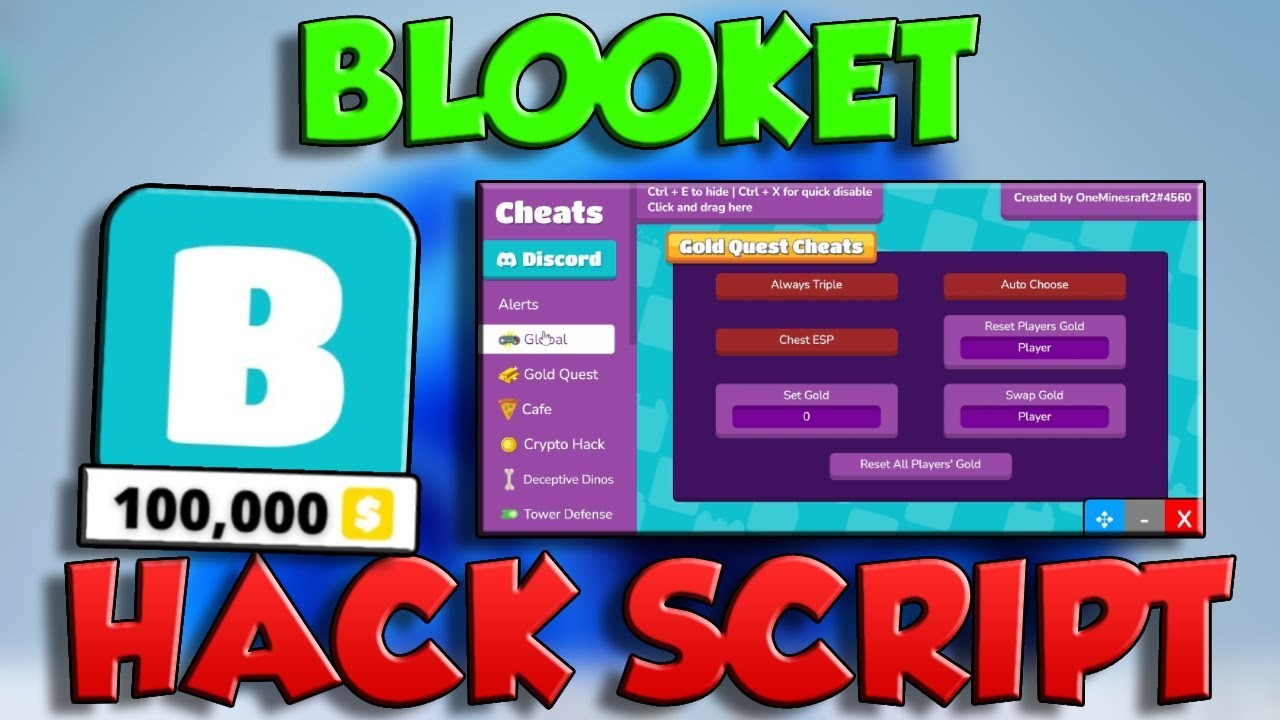 BLOOKET
B
100,000 $
Cheats
Discord
Alerts
Global
Gold Quest
Cafe
Crypto Hack
Deceptive Dinos
Tower Defense
Ctrl + E to hide | Ctrl + X for quick disable
Click and drag here
Created by OneMinesraft2#4560
Gold Quest Cheats
Always Triple
Auto Choose
Chest ESP
Reset Players Gold
Player
Set Gold
0
Swap Gold
Player
Reset All Players' Gold
- X
HACK SCRIPT